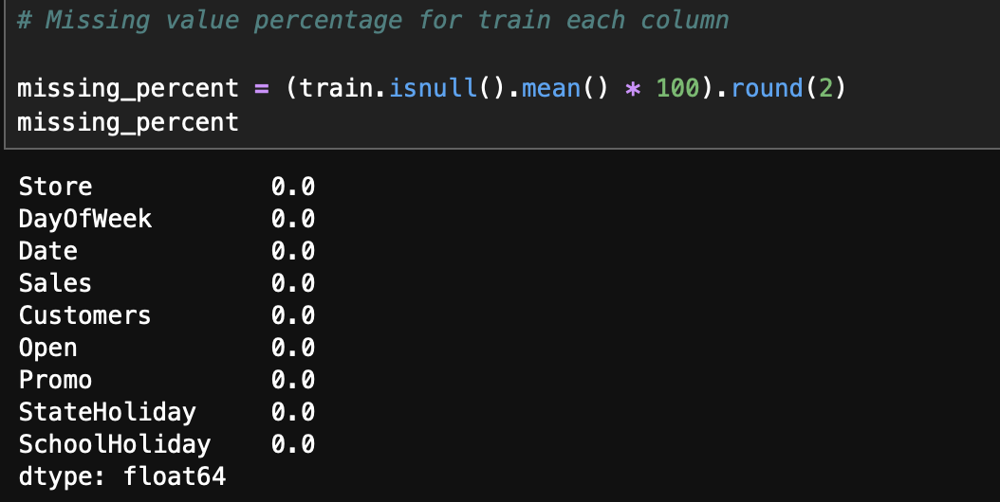 # Missing value percentage for train each column
missing_percent = (train.isnull().mean() * 100).round(2)
missing_percent
Store 0.0
DayOfWeek 0.0
Date 0.0
Sales 0.0
Customers 0.0
Open 0.0
Promo 0.0
StateHoliday 0.0
SchoolHoliday 0.0
dtype: float64